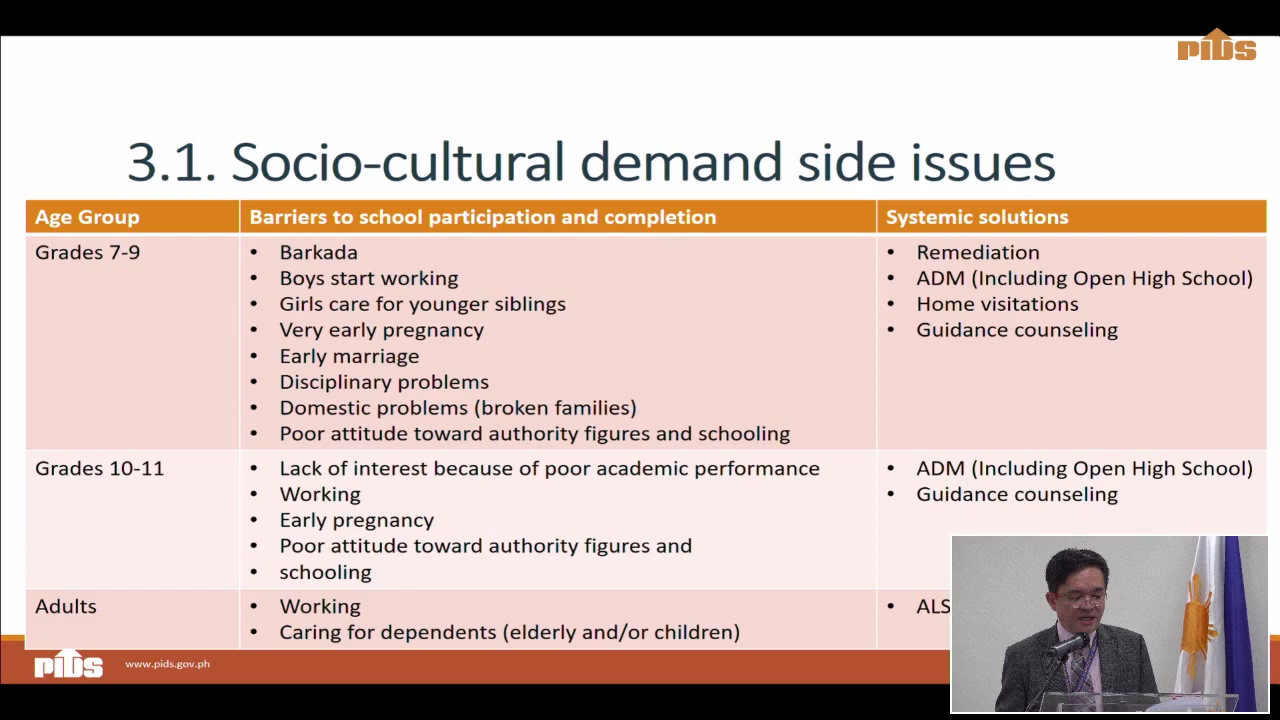 PIDS
3.1. Socio-cultural demand side issues
Age Group
Barriers to school participation and completion
Systemic solutions
Grades 7-9
• Barkada
• Boys start working
• Girls care for younger siblings
• Very early pregnancy
• Early marriage
• Disciplinary problems
• Domestic problems (broken families)
• Poor attitude toward authority figures and schooling
• Remediation
• ADM (Including Open High School)
• Home visitations
• Guidance counseling
Grades 10-11
• Lack of interest because of poor academic performance
• Working
• Early pregnancy
• Poor attitude toward authority figures and
• schooling
• ADM (Including Open High School)
• Guidance counseling
Adults
• Working
• Caring for dependents (elderly and/or children)
• ALS
PIDS
www.pids.gov.ph